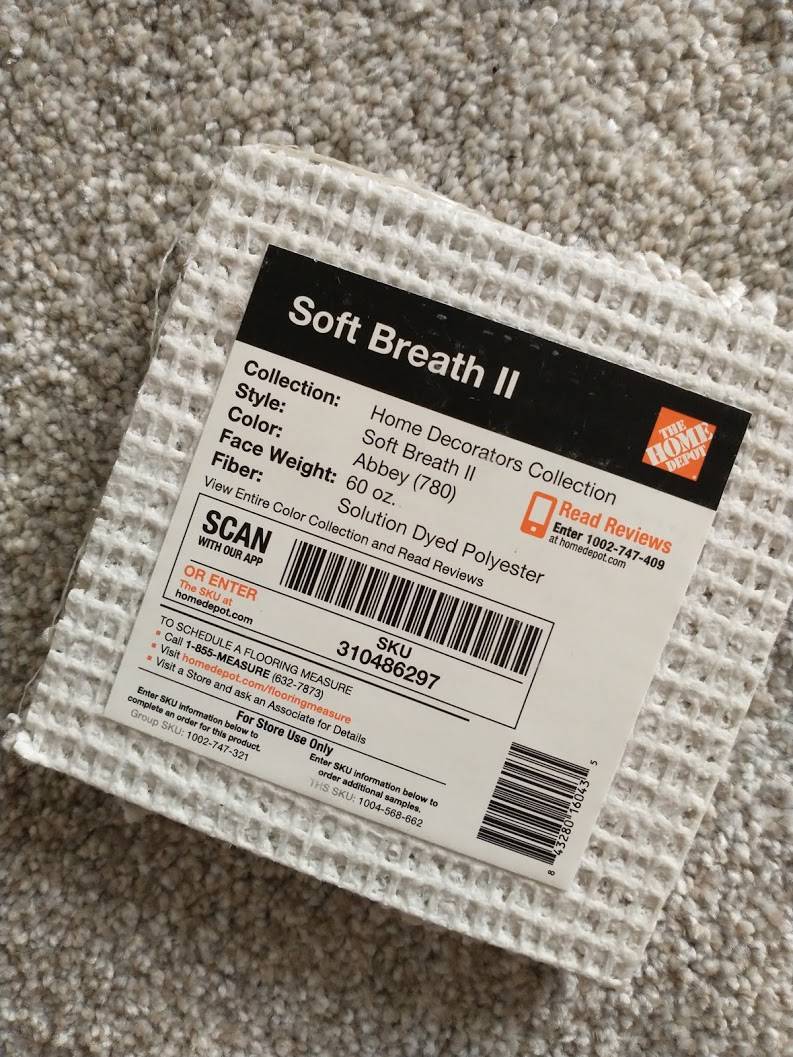 Soft Breath II
THE
HOME
DEPOT
Collection: Home Decorators Collection
Style: Soft Breath II
Color: Abbey (780)
Face Weight: 60 oz.
Fiber: Solution Dyed Polyester
Read Reviews
Enter 1002-747-409
at homedepot.com
View Entire Color Collection and Read Reviews
SCAN
WITH OUR APP
OR ENTER
The SKU at
homedepot.com
SKU
310486297
TO SCHEDULE A FLOORING MEASURE
▪ Call 1-855-MEASURE (632-7873)
▪ Visit homedepot.com/flooringmeasure
▪ Visit a Store and ask an Associate for Details
For Store Use Only
Enter SKU information below to
complete an order for this product.
Group SKU: 1002-747-321
Enter SKU information below to
order additional samples.
THS SKU: 1004-568-662
8 43280 16043 5